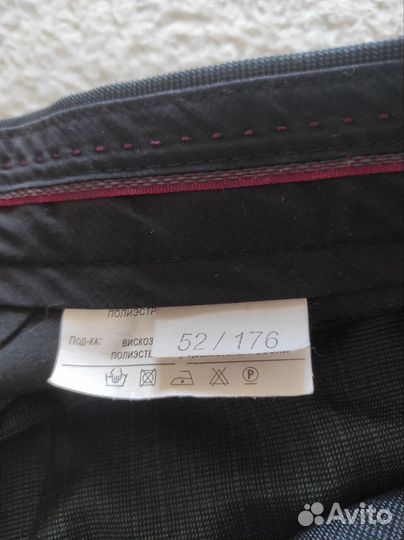 ПОЛИЭСТР
ПОД-КА: ВИСКОЗ
52 / 176
ПОЛИЭСТЕ
P
Avito